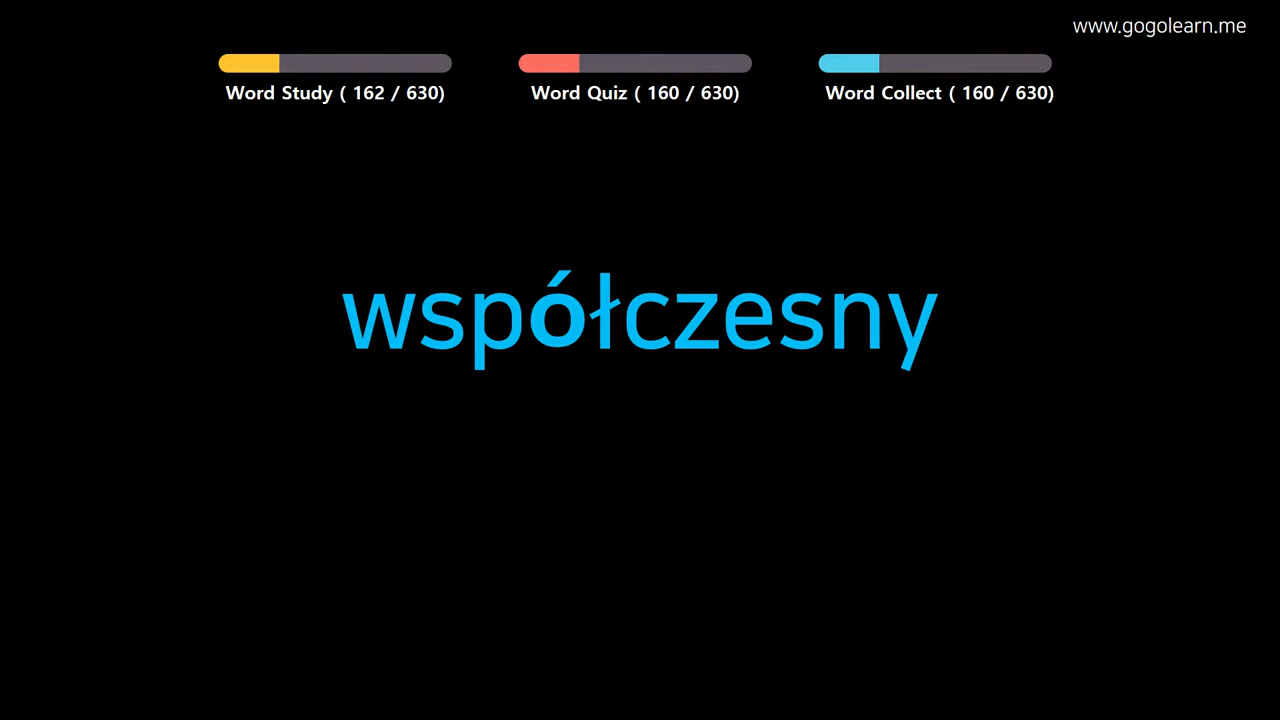 www.gogolearn.me
Word Study ( 162 / 630)
Word Quiz ( 160 / 630)
Word Collect ( 160 / 630)
współczesny